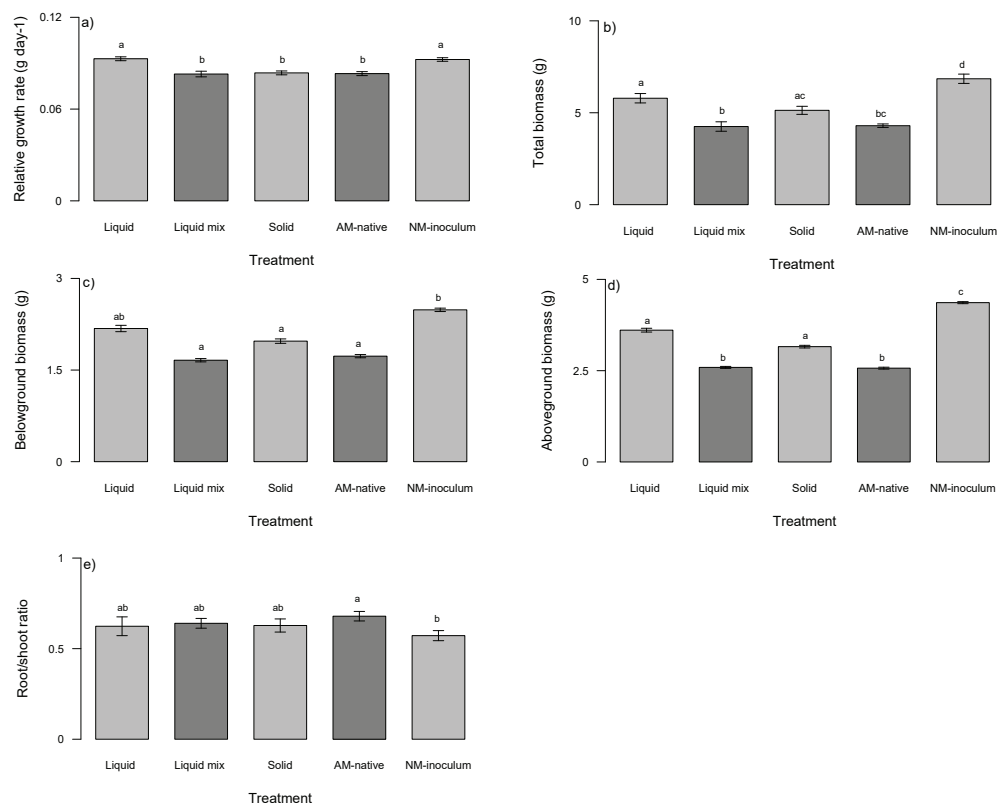 a)
Relative growth rate (g day-1)
0.12
0.06
0
a b b b a
Liquid Liquid mix Solid AM-native NM-inoculum
Treatment
b)
Total biomass (g)
10
5
0
a b ac bc d
Liquid Liquid mix Solid AM-native NM-inoculum
Treatment
c)
Belowground biomass (g)
3
1.5
0
ab a a a b
Liquid Liquid mix Solid AM-native NM-inoculum
Treatment
d)
Aboveground biomass (g)
5
2.5
0
a b a b c
Liquid Liquid mix Solid AM-native NM-inoculum
Treatment
e)
Root/shoot ratio
1
0.5
0
ab ab ab a b
Liquid Liquid mix Solid AM-native NM-inoculum
Treatment